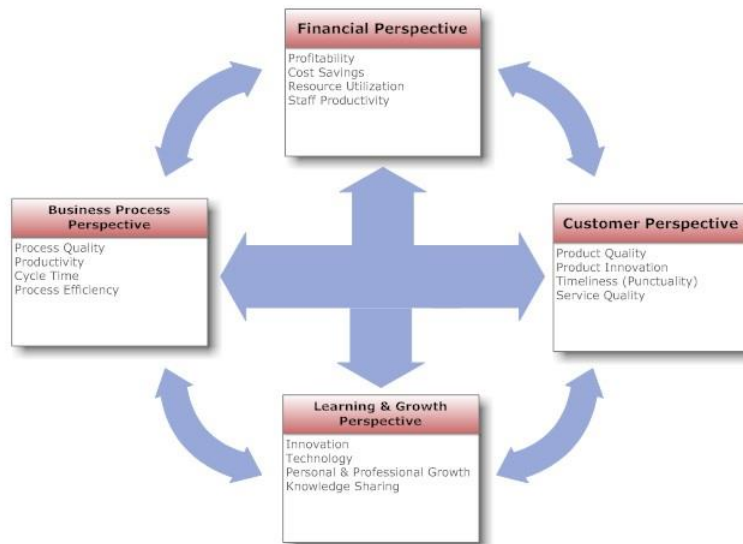 Financial Perspective
Profitability
Cost Savings
Resource Utilization
Staff Productivity
Business Process
Perspective
Process Quality
Productivity
Cycle Time
Process Efficiency
Customer Perspective
Product Quality
Product Innovation
Timeliness (Punctuality)
Service Quality
Learning & Growth
Perspective
Innovation
Technology
Personal & Professional Growth
Knowledge Sharing